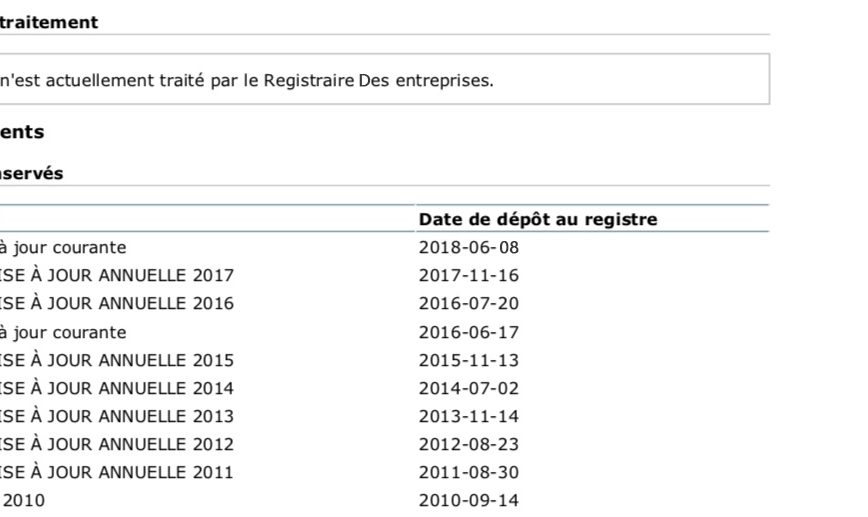 traitement
n'est actuellement traité par le Registraire Des entreprises.
ents
servés
Date de dépôt au registre
à jour courante 2018-06-08
ISE À JOUR ANNUELLE 2017 2017-11-16
ISE À JOUR ANNUELLE 2016 2016-07-20
à jour courante 2016-06-17
ISE À JOUR ANNUELLE 2015 2015-11-13
ISE À JOUR ANNUELLE 2014 2014-07-02
ISE À JOUR ANNUELLE 2013 2013-11-14
ISE À JOUR ANNUELLE 2012 2012-08-23
ISE À JOUR ANNUELLE 2011 2011-08-30
2010 2010-09-14